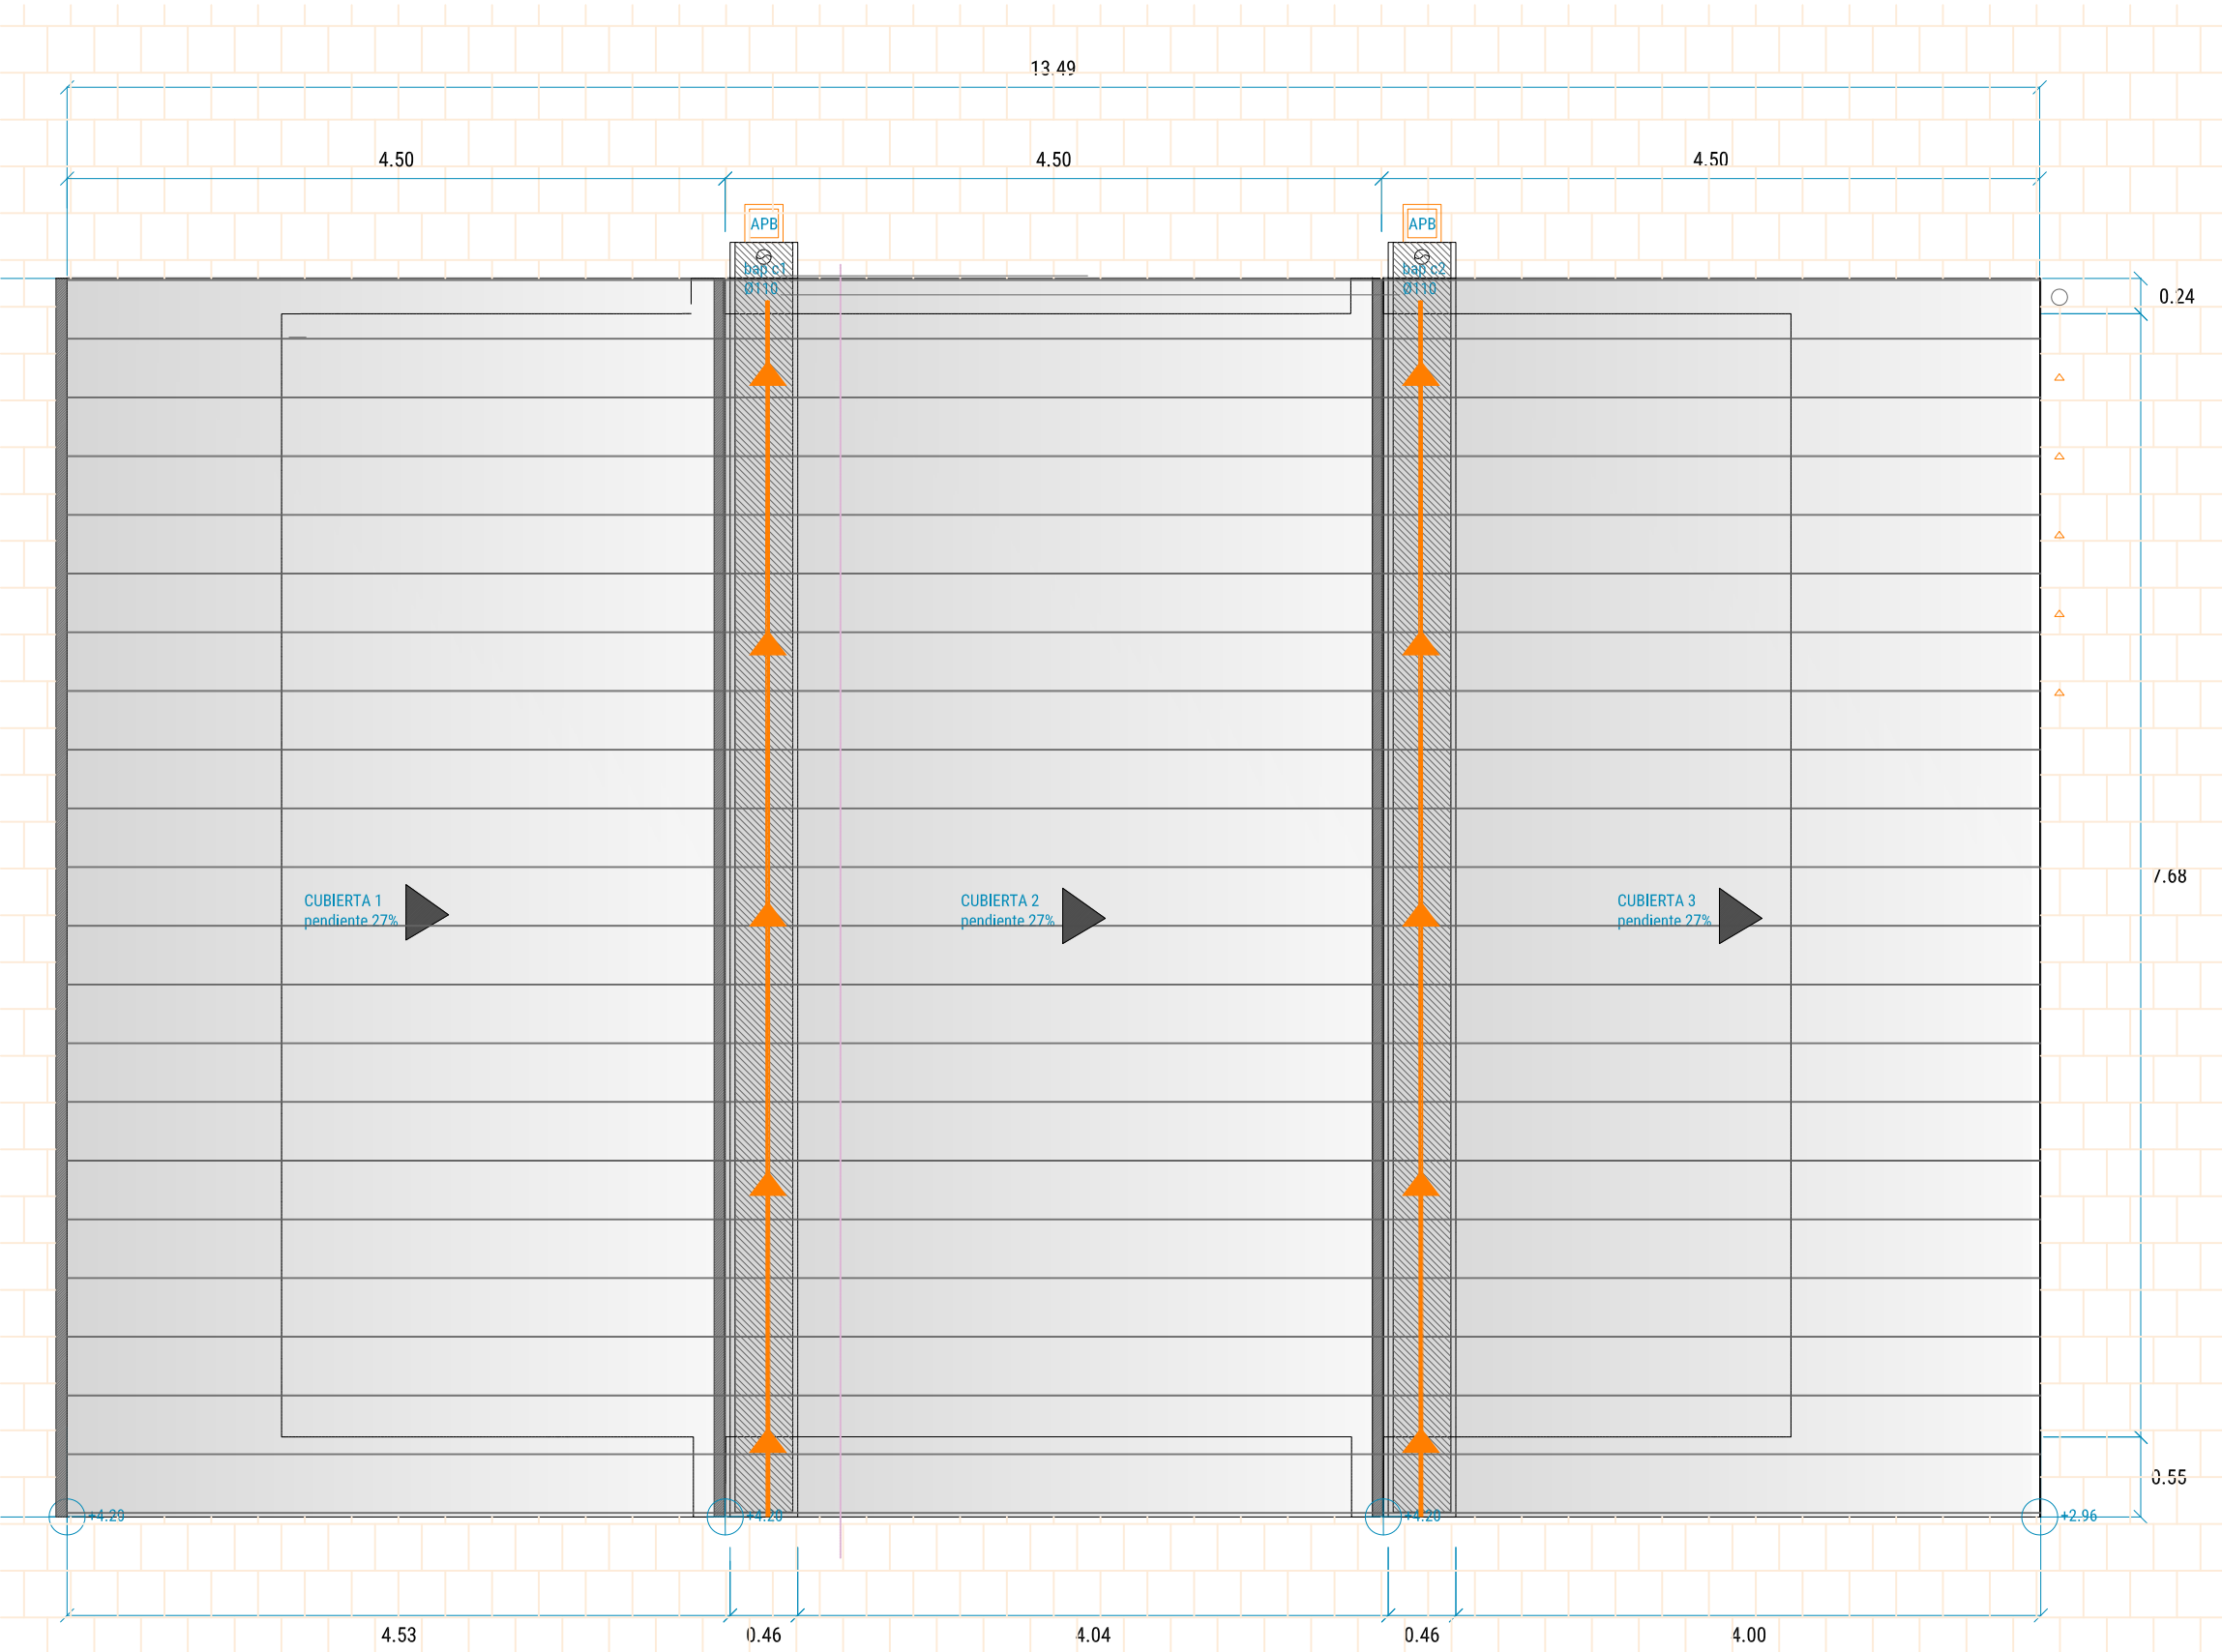 13.49
4.50
4.50
4.50
APB
APB
bap c1
Ø110
bap c2
Ø110
0.24
7.68
CUBIERTA 1
pendiente 27%
CUBIERTA 2
pendiente 27%
CUBIERTA 3
pendiente 27%
0.55
+4.20
+4.20
+4.20
+2.96
4.53
0.46
4.04
0.46
4.00